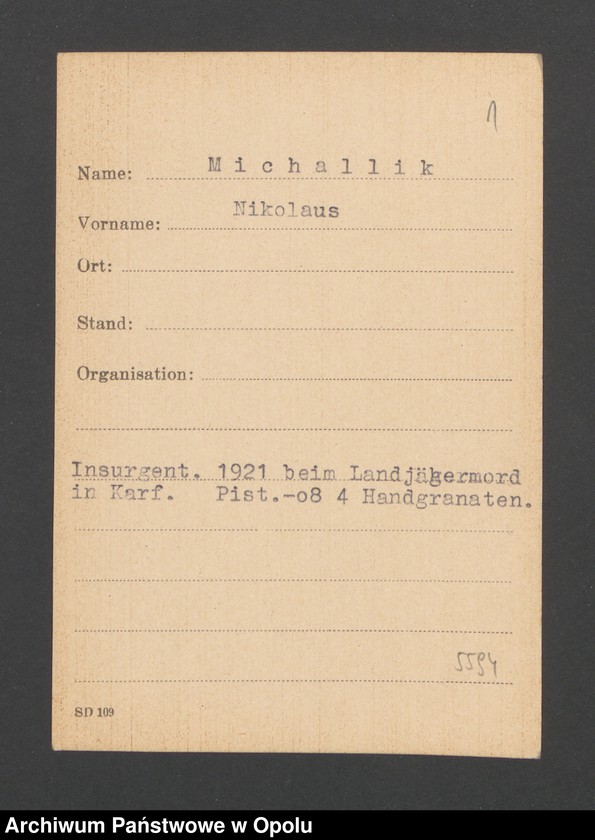 1
Name: Michallik
Vorname: Nikolaus
Ort:
Stand:
Organisation:
Insurgent. 1921 beim Landjägermord
in Karf. Pist.-o8 4 Handgranaten.
5594
SD 109
Archiwum Państwowe w Opolu